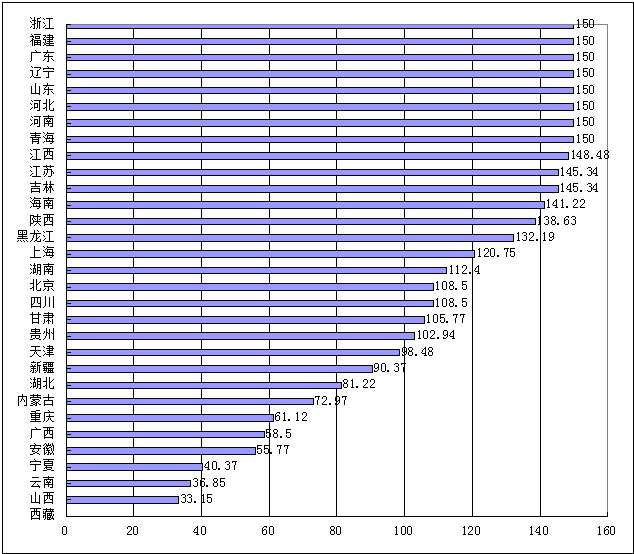 浙江 150
福建 150
广东 150
辽宁 150
山东 150
河北 150
河南 150
青海 150
江西 148.48
江苏 145.34
吉林 145.34
海南 141.22
陕西 138.63
黑龙江 132.19
上海 120.75
湖南 112.4
北京 108.5
四川 108.5
甘肃 105.77
贵州 102.94
天津 98.48
新疆 90.37
湖北 81.22
内蒙古 72.97
重庆 61.12
广西 58.5
安徽 55.77
宁夏 40.37
云南 36.85
山西 33.15
西藏
0 20 40 60 80 100 120 140 160